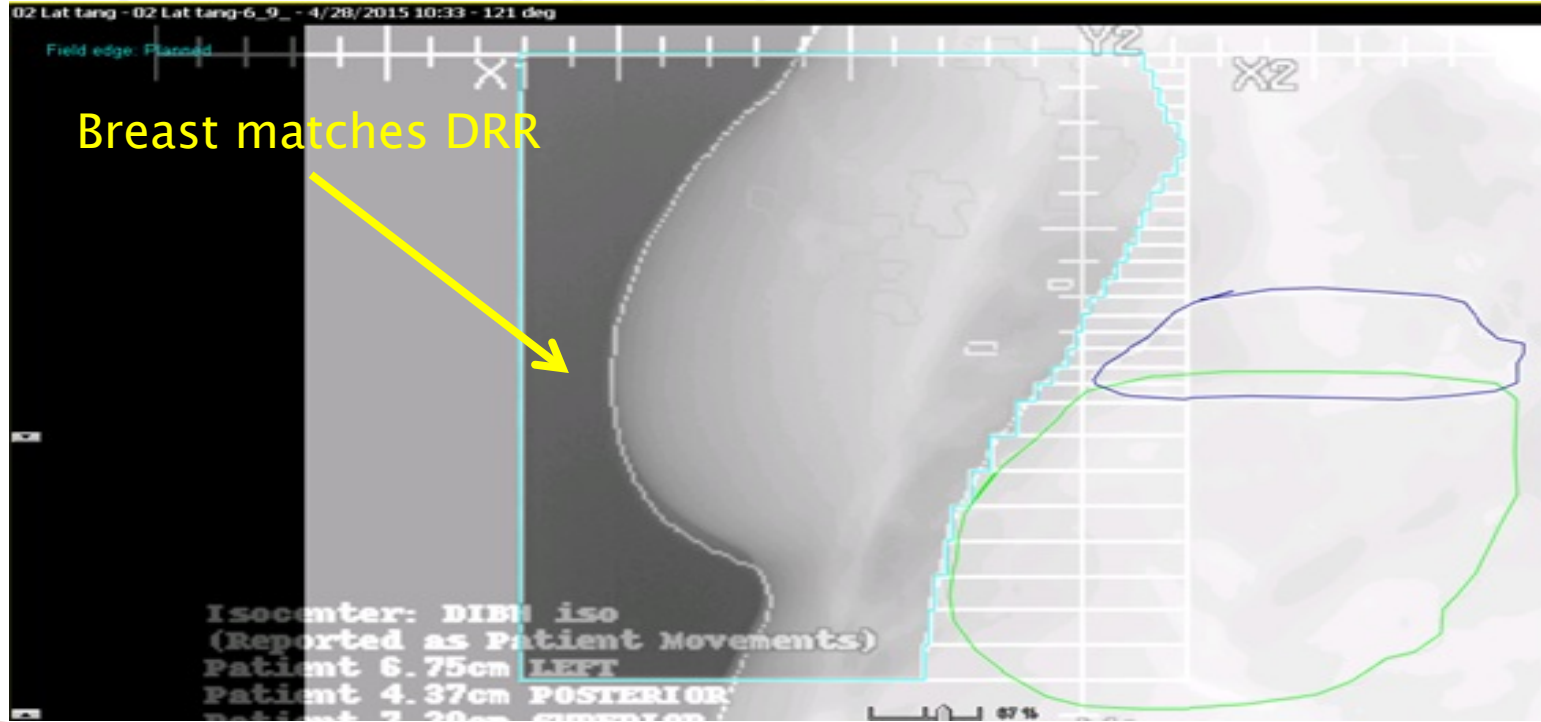 02 Lat tang - 02 Lat tang-6_9_ - 4/28/2015 10:33 - 121 deg
Field edge: Planned
Y2
X
X2
Breast matches DRR
Isocenter: DIBH iso
(Reported as Patient Movements)
Patient 6.75cm LEFT
Patient 4.37cm POSTERIOR
87 %